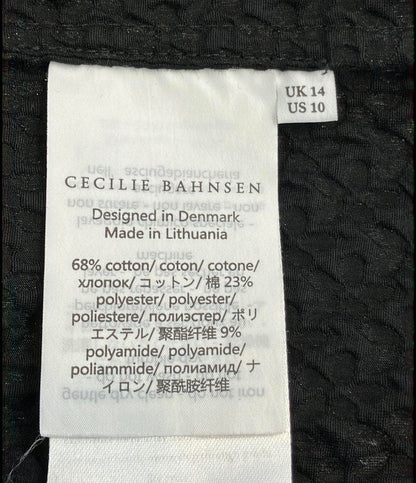 UK 14
US 10
CECILIE BAHNSEN
Designed in Denmark
Made in Lithuania
68% cotton/ coton/ cotone/
хлопок/ コットン/ 棉 23%
polyester/ polyester/
poliestere/ полиэстер/ ポリ
エステル/ 聚酯纤维 9%
polyamide/ polyamide/
poliammide/ полиамид/ ナ
イロン/ 聚酰胺纤维